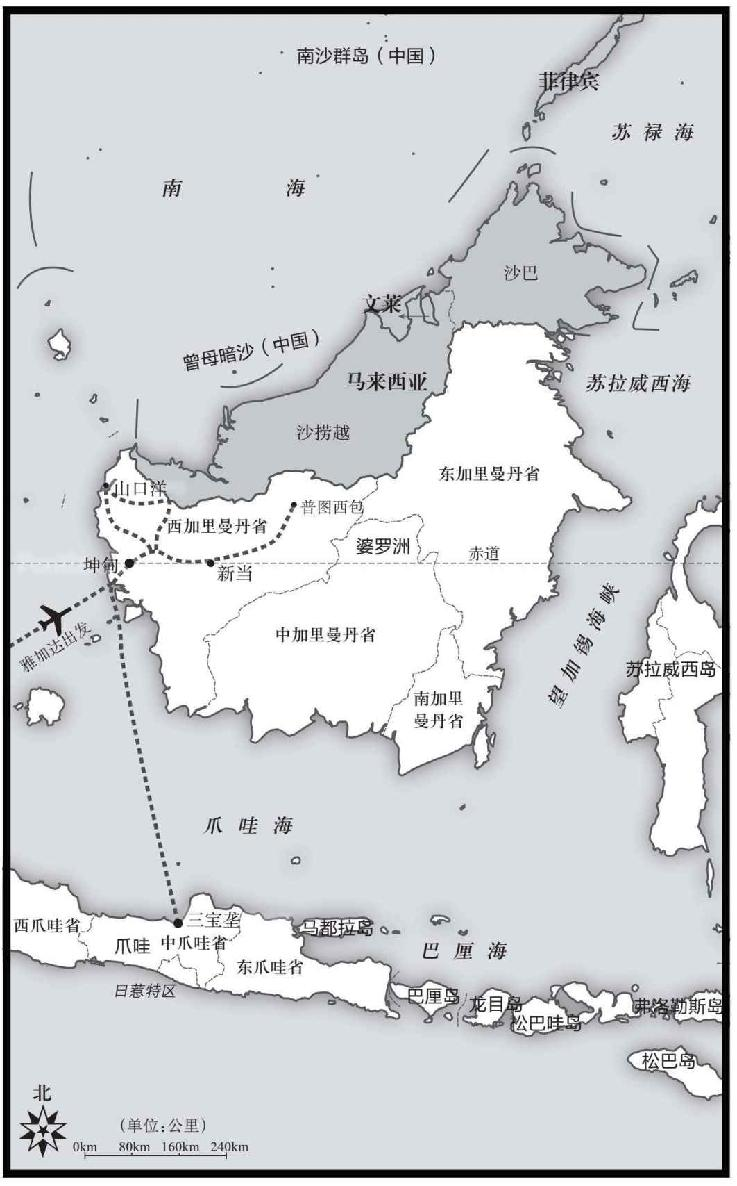 南沙群岛（中国）
菲律宾
苏禄海
南海
沙巴
文莱
曾母暗沙（中国）
马来西亚
苏拉威西海
沙捞越
东加里曼丹省
山口洋
普图西包
西加里曼丹省
婆罗洲
赤道
坤甸
新当
雅加达出发
中加里曼丹省
望加锡海峡
苏拉威西岛
南加里
曼丹省
爪哇海
三宝垄
马都拉岛
西爪哇省
爪哇
中爪哇省
巴厘海
东爪哇省
日惹特区
巴厘岛
龙目岛
松巴哇岛
弗洛勒斯岛
松巴岛
北
（单位:公里）
0km 80km 160km 240km